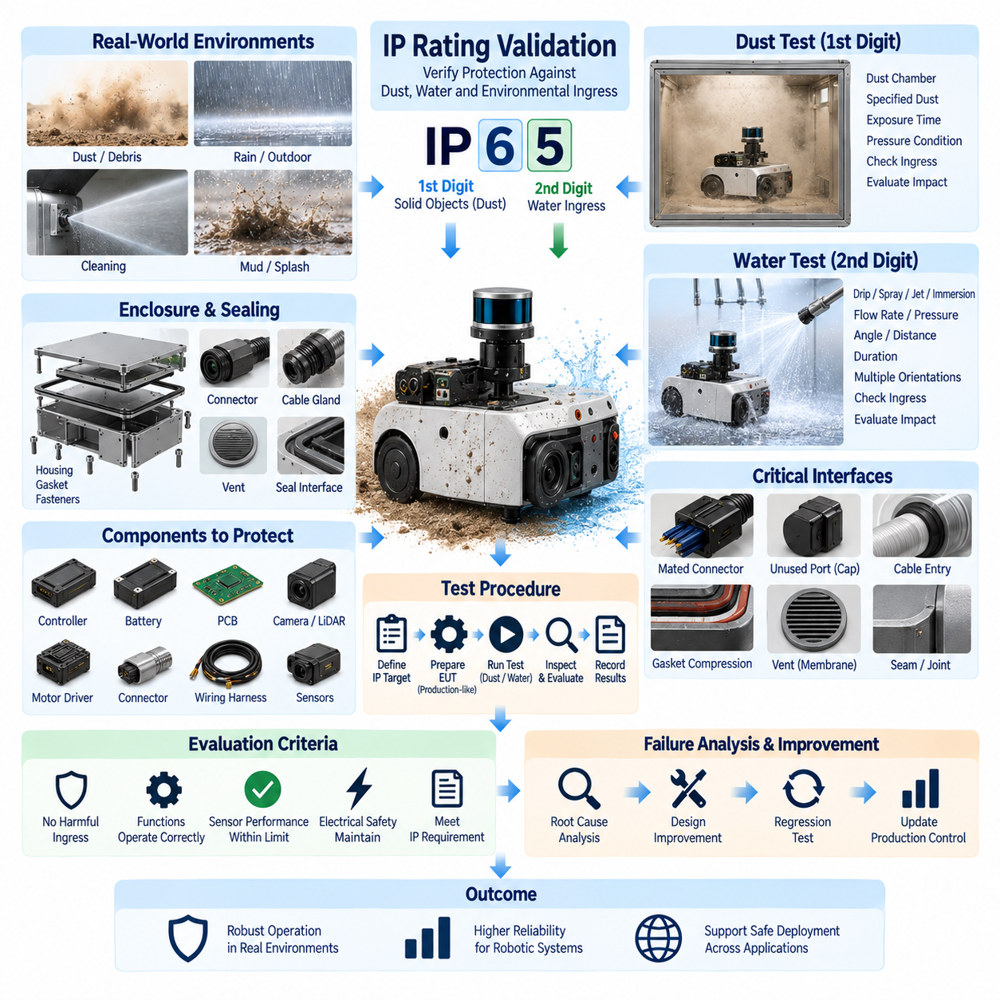 Real-World Environments
Dust / Debris
Rain / Outdoor
Cleaning
Mud / Splash
IP Rating Validation
Verify Protection Against
Dust, Water and Environmental Ingress
IP 6 5
1st Digit
Solid Objects (Dust)
2nd Digit
Water Ingress
Dust Test (1st Digit)
Dust Chamber
Specified Dust
Exposure Time
Pressure Condition
Check Ingress
Evaluate Impact
Enclosure & Sealing
Housing
Gasket
Fasteners
Connector
Cable Gland
Vent
Seal Interface
Water Test (2nd Digit)
Drip / Spray / Jet / Immersion
Flow Rate / Pressure
Angle / Distance
Duration
Multiple Orientations
Check Ingress
Evaluate Impact
Components to Protect
Controller
Battery
PCB
Camera / LiDAR
Motor Driver
Connector
Wiring Harness
Sensors
Critical Interfaces
Mated Connector
Unused Port (Cap)
Cable Entry
Gasket Compression
Vent (Membrane)
Seam / Joint
Test Procedure
Define
IP Target
Prepare
EUT
(Production-like)
Run Test
(Dust / Water)
Inspect
& Evaluate
Record
Results
Evaluation Criteria
No Harmful
Ingress
Functions
Operate Correctly
Sensor Performance
Within Limit
Electrical Safety
Maintain
Meet
IP Requirement
Failure Analysis & Improvement
Root Cause
Analysis
Design
Improvement
Regression
Test
Update
Production Control
Outcome
Robust Operation
in Real Environments
Higher Reliability
for Robotic Systems
Support Safe Deployment
Across Applications